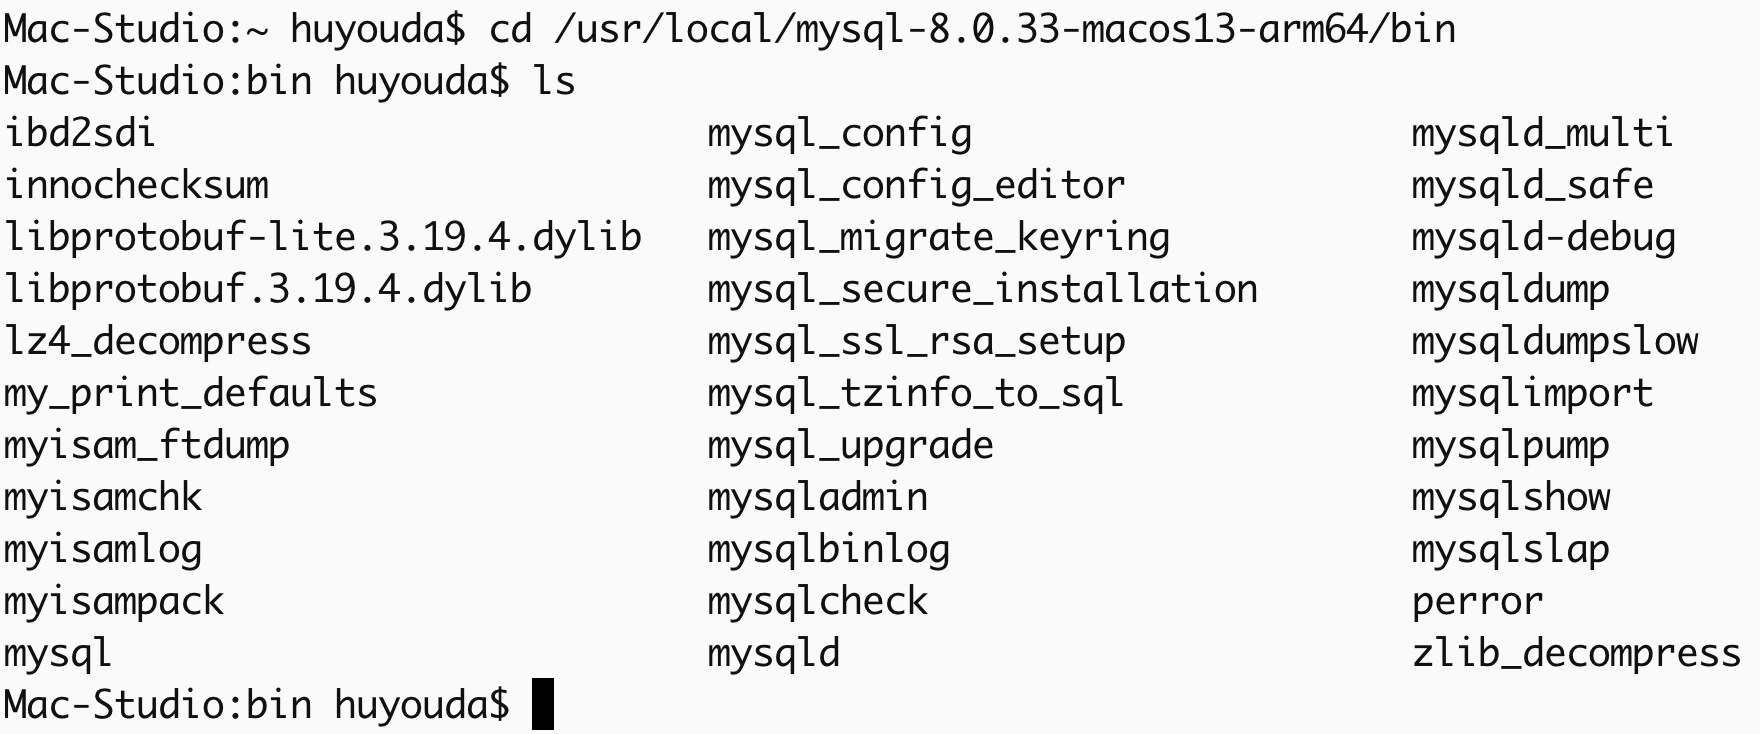 Mac-Studio:~ huyouda$ cd /usr/local/mysql-8.0.33-macos13-arm64/bin
Mac-Studio:bin huyouda$ ls
ibd2sdi mysql_config mysqld_multi
innochecksum mysql_config_editor mysqld_safe
libprotobuf-lite.3.19.4.dylib mysql_migrate_keyring mysqld-debug
libprotobuf.3.19.4.dylib mysql_secure_installation mysqldump
lz4_decompress mysql_ssl_rsa_setup mysqldumpslow
my_print_defaults mysql_tzinfo_to_sql mysqlimport
myisam_ftdump mysql_upgrade mysqlpump
myisamchk mysqladmin mysqlshow
myisamlog mysqlbinlog mysqlslap
myisampack mysqlcheck perror
mysql mysqld zlib_decompress
Mac-Studio:bin huyouda$